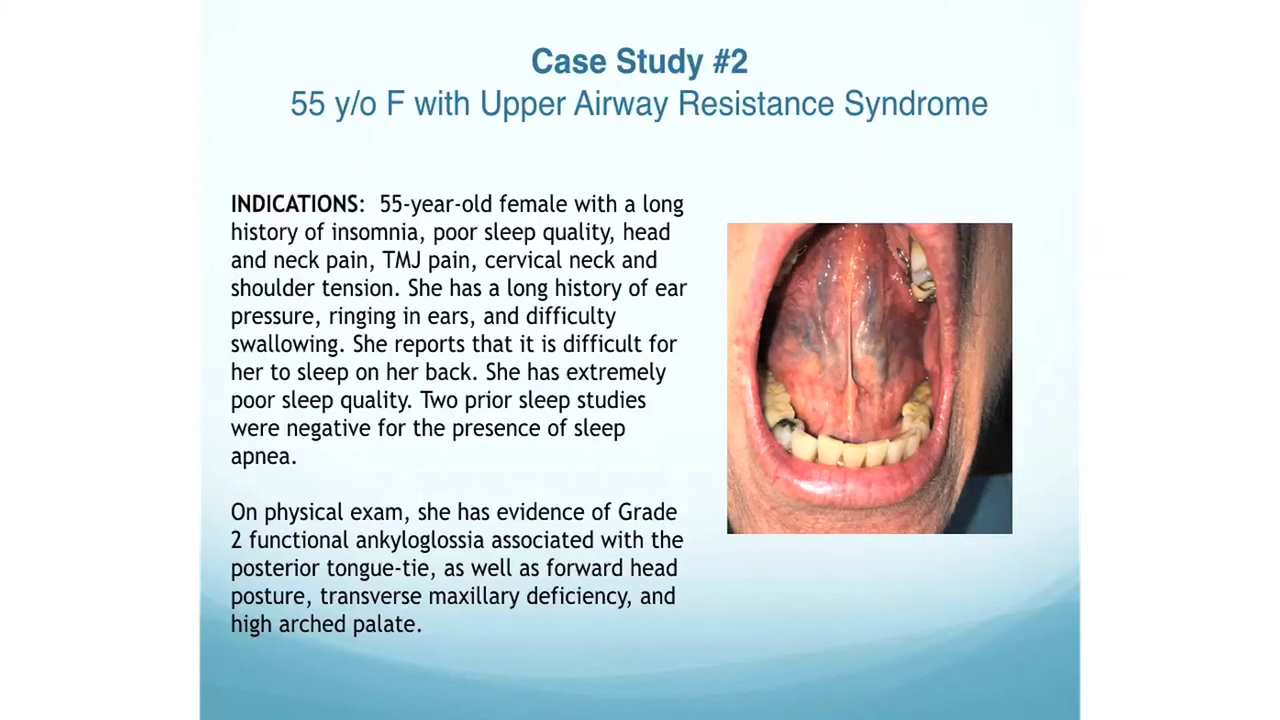 Case Study #2
55 y/o F with Upper Airway Resistance Syndrome
INDICATIONS: 55-year-old female with a long
history of insomnia, poor sleep quality, head
and neck pain, TMJ pain, cervical neck and
shoulder tension. She has a long history of ear
pressure, ringing in ears, and difficulty
swallowing. She reports that it is difficult for
her to sleep on her back. She has extremely
poor sleep quality. Two prior sleep studies
were negative for the presence of sleep
apnea.
On physical exam, she has evidence of Grade
2 functional ankyloglossia associated with the
posterior tongue-tie, as well as forward head
posture, transverse maxillary deficiency, and
high arched palate.